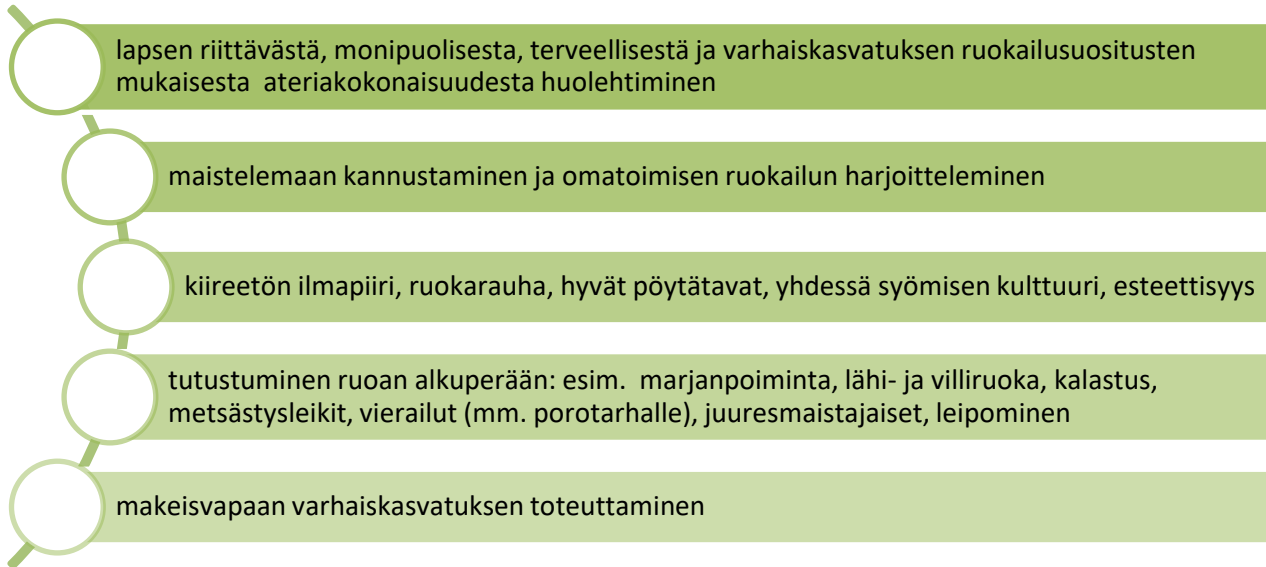 lapsen riittävästä, monipuolisesta, terveellisestä ja varhaiskasvatuksen ruokailusuositusten
mukaisesta  ateriakokonaisuudesta huolehtiminen
maistelemaan kannustaminen ja omatoimisen ruokailun harjoitteleminen
kiireetön ilmapiiri, ruokarauha, hyvät pöytätavat, yhdessä syömisen kulttuuri, esteettisyys
tutustuminen ruoan alkuperään: esim.  marjanpoiminta, lähi- ja villiruoka, kalastus,
metsästysleikit, vierailut (mm. porotarhalle), juuresmaistajaiset, leipominen
makeisvapaan varhaiskasvatuksen toteuttaminen